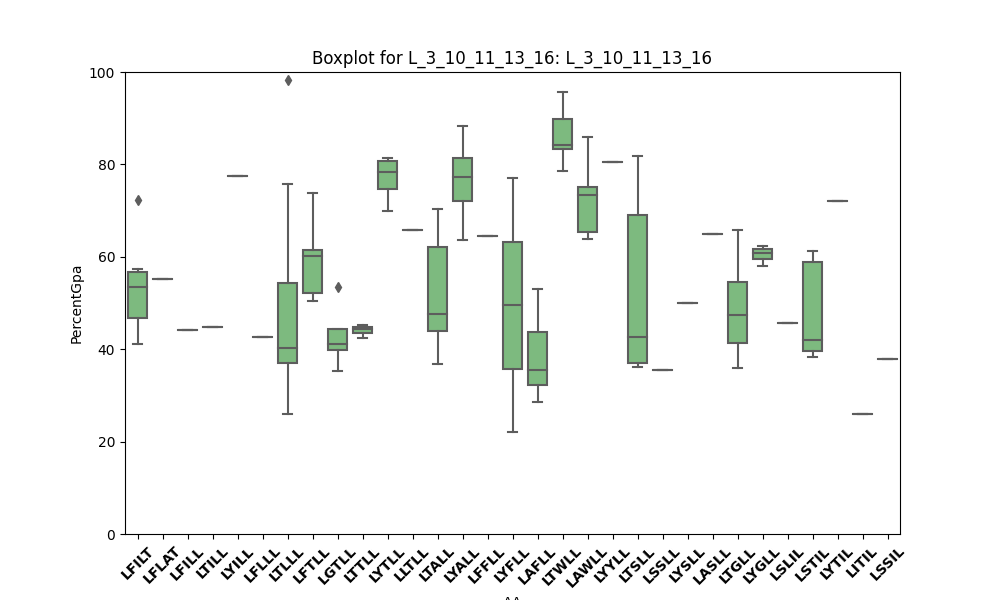 Boxplot for L_3_10_11_13_16: L_3_10_11_13_16
PercentGpa
100
80
60
40
20
0
LFILT
LFLAT
LFILL
LTILL
LYILL
LFLLL
LTLLL
LFTLL
LGTLL
LTTLL
LYTLL
LLTLL
LTALL
LYALL
LFFLL
LYFLL
LAFLL
LTWLL
LAWLL
LYYLL
LTSLL
LSSLL
LYSLL
LASLL
LTGLL
LYGLL
LSLIL
LSTIL
LYTIL
LITIL
LSSIL